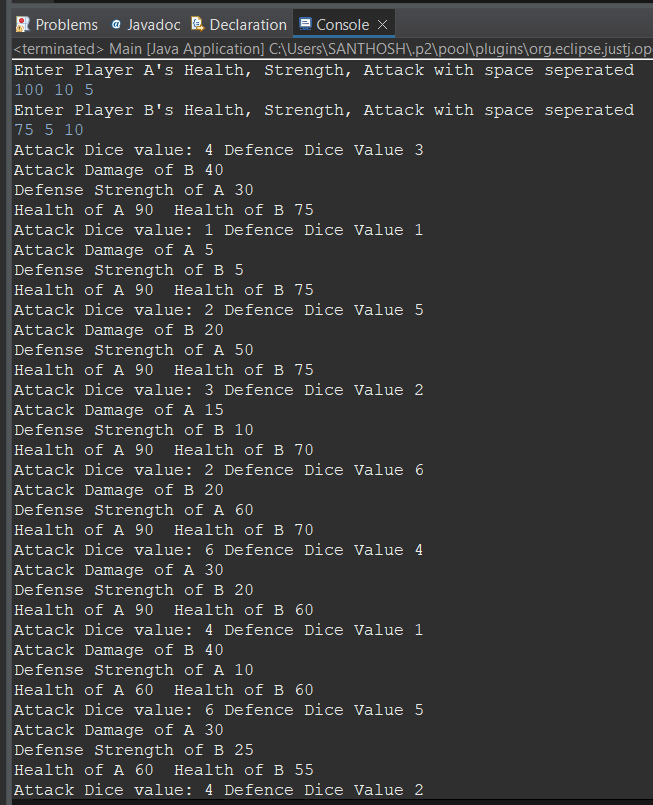 Problems @ Javadoc Declaration Console
<terminated> Main [Java Application] C:\Users\SANTHOSH\.p2\pool\plugins\org.eclipse.justj.op
Enter Player A's Health, Strength, Attack with space seperated
100 10 5
Enter Player B's Health, Strength, Attack with space seperated
75 5 10
Attack Dice value: 4 Defence Dice Value 3
Attack Damage of B 40
Defense Strength of A 30
Health of A 90  Health of B 75
Attack Dice value: 1 Defence Dice Value 1
Attack Damage of A 5
Defense Strength of B 5
Health of A 90  Health of B 75
Attack Dice value: 2 Defence Dice Value 5
Attack Damage of B 20
Defense Strength of A 50
Health of A 90  Health of B 75
Attack Dice value: 3 Defence Dice Value 2
Attack Damage of A 15
Defense Strength of B 10
Health of A 90  Health of B 70
Attack Dice value: 2 Defence Dice Value 6
Attack Damage of B 20
Defense Strength of A 60
Health of A 90  Health of B 70
Attack Dice value: 6 Defence Dice Value 4
Attack Damage of A 30
Defense Strength of B 20
Health of A 90  Health of B 60
Attack Dice value: 4 Defence Dice Value 1
Attack Damage of B 40
Defense Strength of A 10
Health of A 60  Health of B 60
Attack Dice value: 6 Defence Dice Value 5
Attack Damage of A 30
Defense Strength of B 25
Health of A 60  Health of B 55
Attack Dice value: 4 Defence Dice Value 2